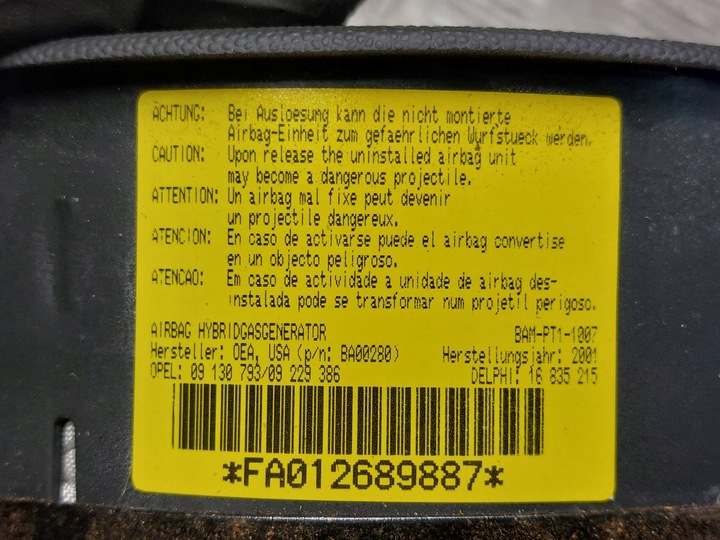 ACHTUNG: Bei Ausloesung kann die nicht montierte
Airbag-Einheit zum gefaehrlichen Wurfstueck werden.
CAUTION: Upon release the uninstalled airbag unit
may become a dangerous projectile.
ATTENTION: Un airbag mal fixe peut devenir
un projectile dangereux.
ATENCION: En caso de activarse puede el airbag convertise
en un objecto peligroso.
ATENCAO: Em caso de actividade a unidade de airbag des-
instalada pode se transformar num projetil perigoso.
AIRBAG HYBRIDGASGENERATOR BAM-PT1-1007
Hersteller: OEA, USA (p/n: BA00280) Herstellungsjahr: 2001
OPEL: 09 130 793/09 229 386 DELPHI: 16 835 215
*FA012689887*